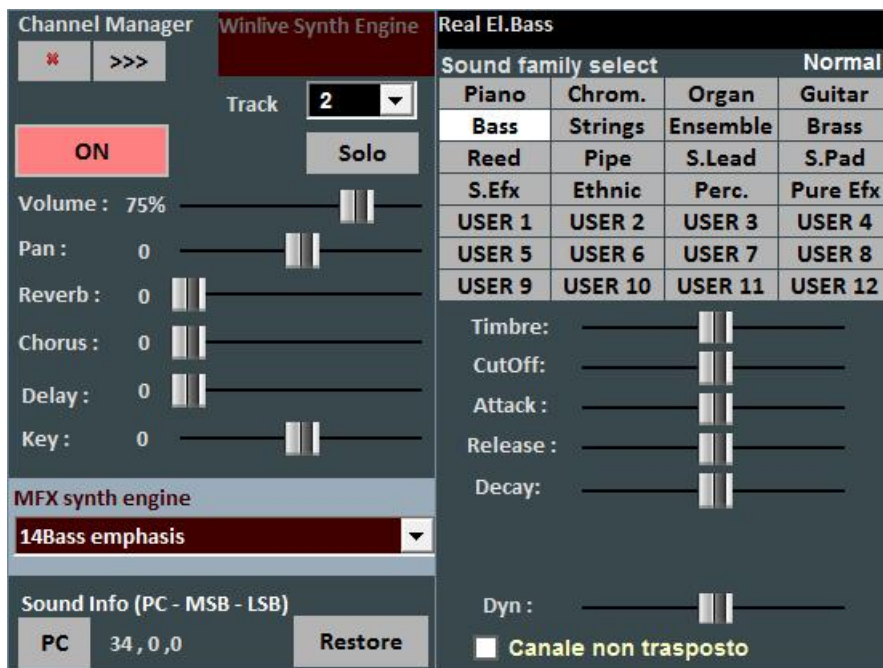 Channel Manager
Winlive Synth Engine
>>>
Track 2
ON
Solo
Volume : 75%
Pan : 0
Reverb : 0
Chorus : 0
Delay : 0
Key : 0
MFX synth engine
14Bass emphasis
Sound Info (PC - MSB - LSB)
PC 34 , 0 ,0 Restore
Real El.Bass
Sound family select Normal
Piano Chrom. Organ Guitar
Bass Strings Ensemble Brass
Reed Pipe S.Lead S.Pad
S.Efx Ethnic Perc. Pure Efx
USER 1 USER 2 USER 3 USER 4
USER 5 USER 6 USER 7 USER 8
USER 9 USER 10 USER 11 USER 12
Timbre:
CutOff:
Attack :
Release :
Decay:
Dyn :
Canale non trasposto